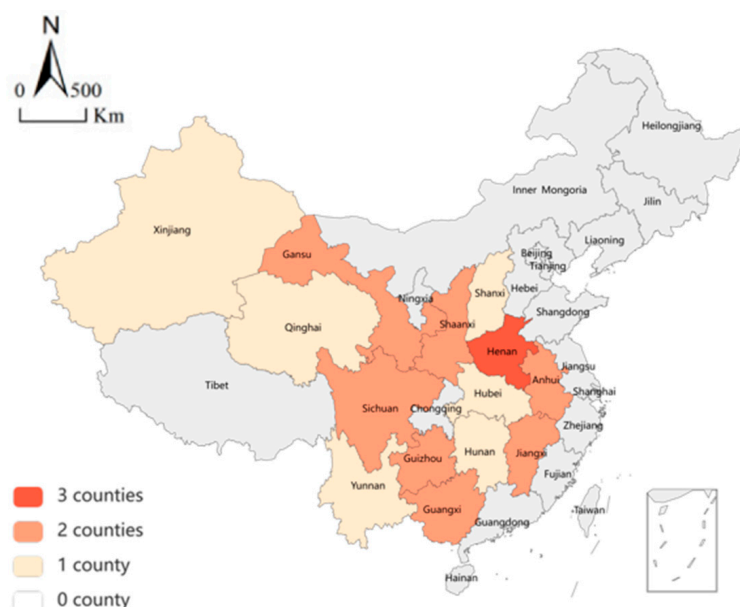 N
0 500
Km
Heilongjiang
Inner Mongoria
Jilin
Xinjiang
Liaoning
Beijing
Tianjing
Gansu
Hebei
Ningxia
Shanxi
Shangdong
Shaanxi
Qinghai
Henan
Jiangsu
Anhui
Tibet
Shanghai
Hubei
Sichuan
Chongqing
Zhejiang
Hunan
Jiangxi
Guizhou
Fujian
Yunnan
Guangxi
Taiwan
Guangdong
Hainan
3 counties
2 counties
1 county
0 county